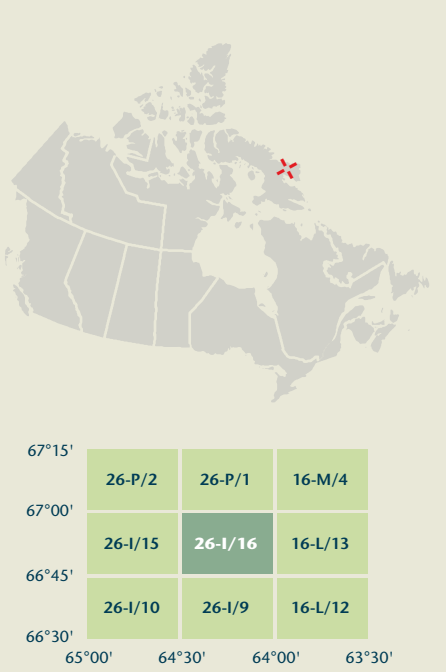 67°15'
26-P/2 26-P/1 16-M/4
67°00'
26-I/15 26-I/16 16-L/13
66°45'
26-I/10 26-I/9 16-L/12
66°30'
65°00' 64°30' 64°00' 63°30'